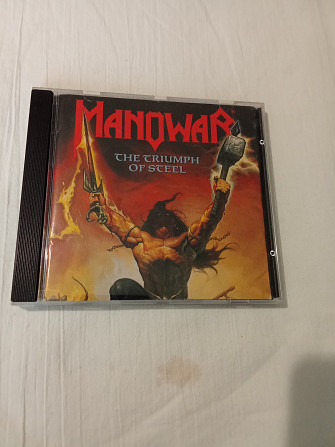 MANOWAR
THE TRIUMPH
OF STEEL